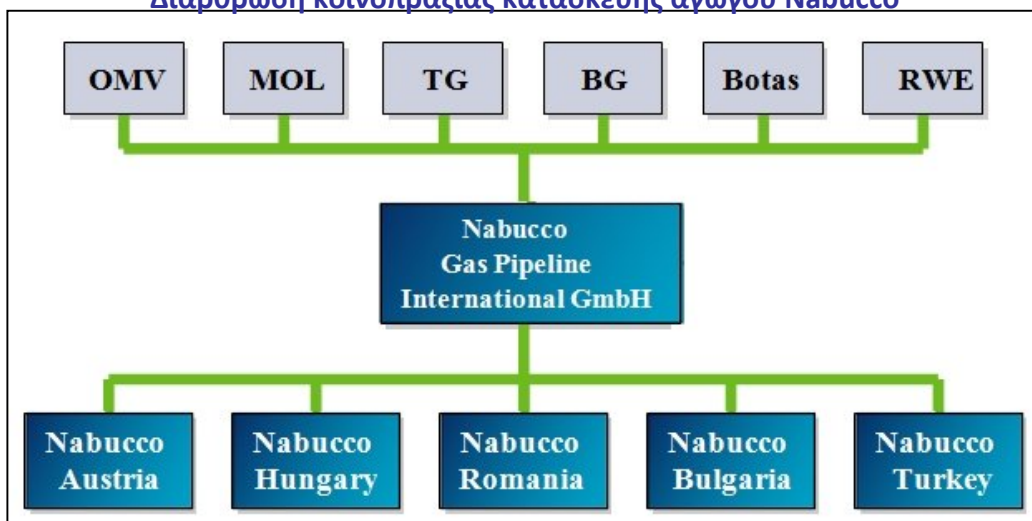 Διάρθρωση κοινοπραξίας κατασκευής αγωγού Nabucco
OMV
MOL
TG
BG
Botas
RWE
Nabucco
Gas Pipeline
International GmbH
Nabucco
Austria
Nabucco
Hungary
Nabucco
Romania
Nabucco
Bulgaria
Nabucco
Turkey